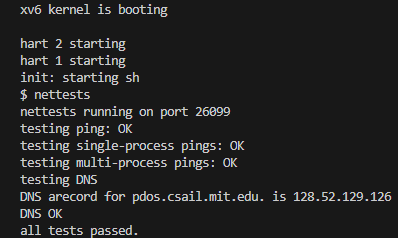 xv6 kernel is booting
hart 2 starting
hart 1 starting
init: starting sh
$ nettests
nettests running on port 26099
testing ping: OK
testing single-process pings: OK
testing multi-process pings: OK
testing DNS
DNS arecord for pdos.csail.mit.edu. is 128.52.129.126
DNS OK
all tests passed.